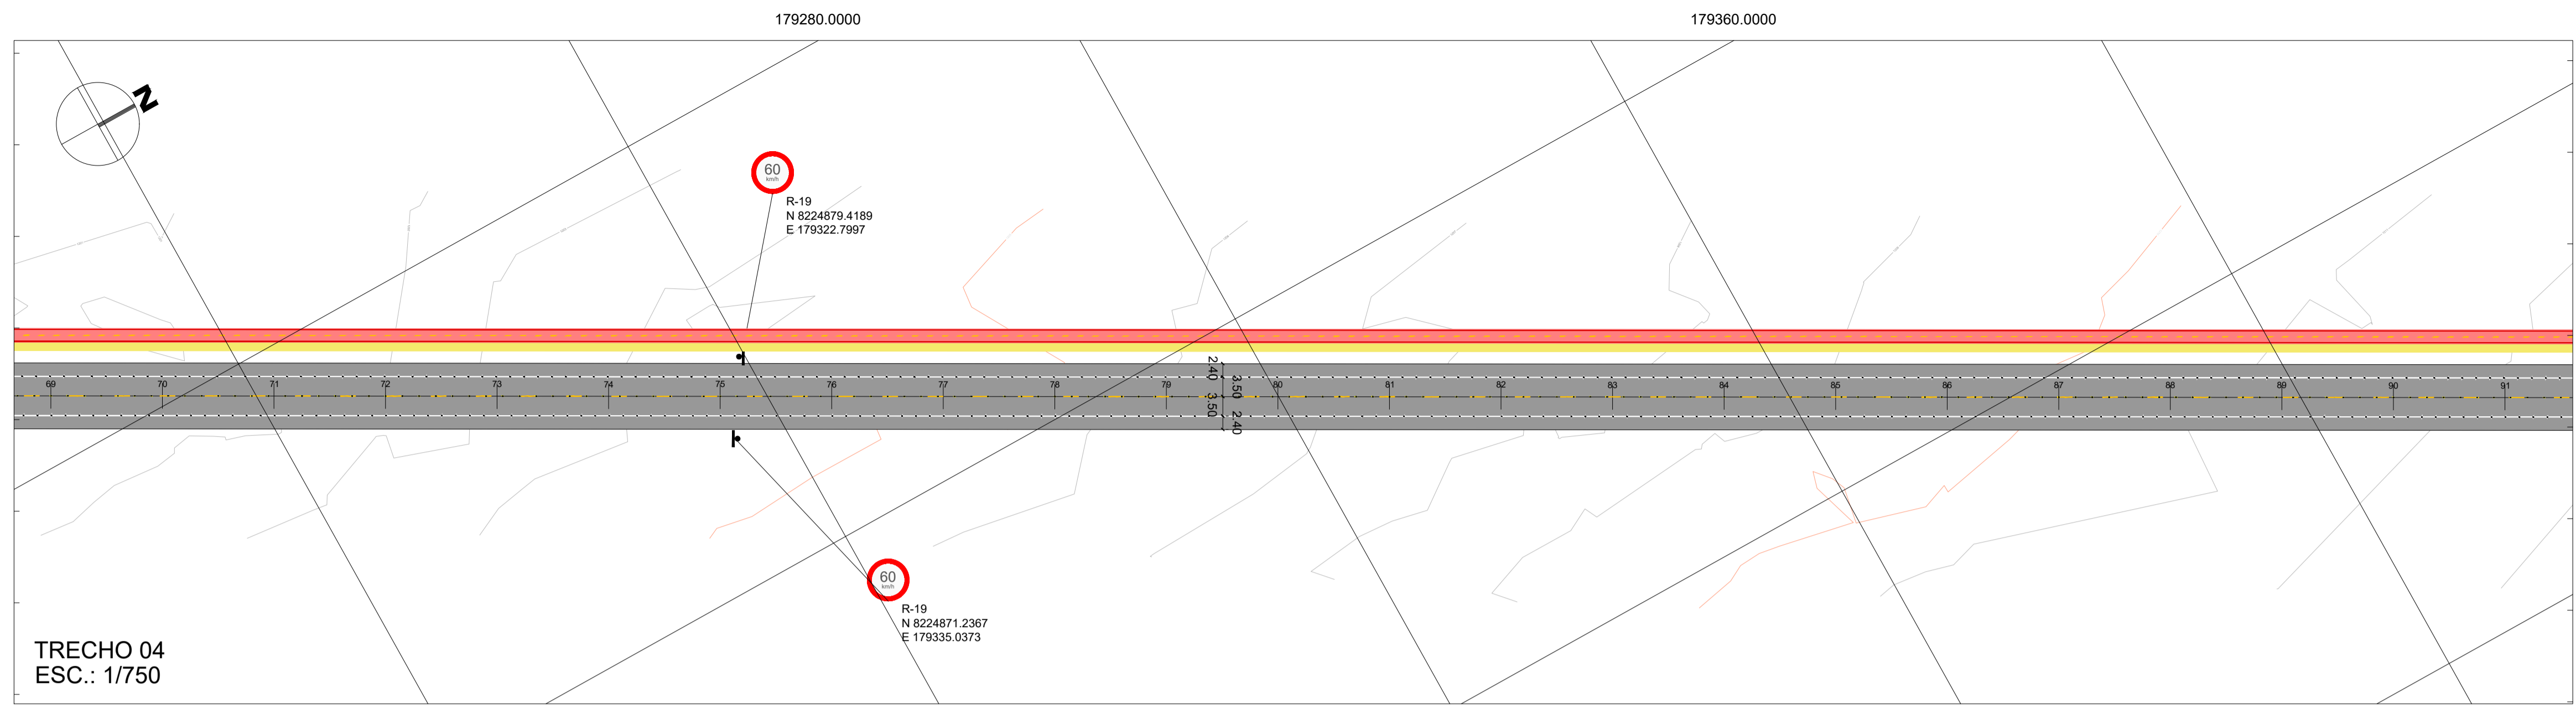 179280.0000
179360.0000
N
60
km/h
R-19
N 8224879.4189
E 179322.7997
69 70 71 72 73 74 75 76 77 78 79 80 81 82 83 84 85 86 87 88 89 90 91
2.40
3.50
3.50
2.40
60
km/h
R-19
N 8224871.2367
E 179335.0373
TRECHO 04
ESC.: 1/750